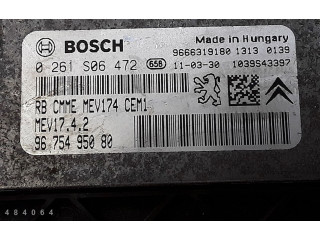 BOSCH
Made in Hungary
9666319180 1313 0139
0 261 S06 472 658 11-03-30 1039S43397
RB CMME MEV174 CEM1
MEV17.4.2
96 754 950 80
484064